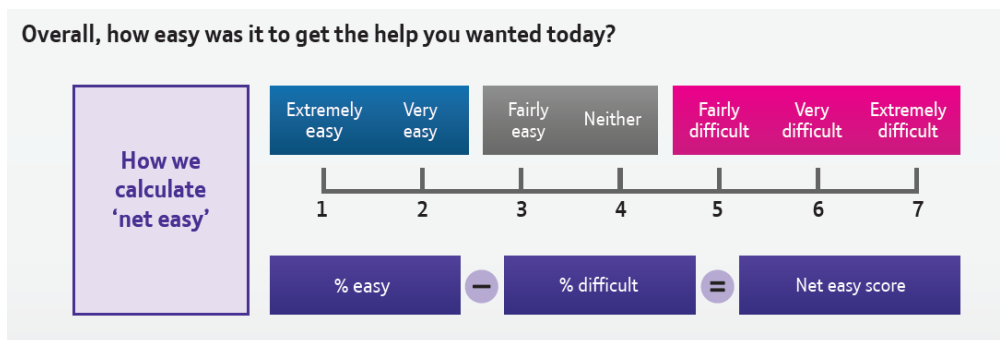 Overall, how easy was it to get the help you wanted today?
How we
calculate
‘net easy’
Extremely
easy
Very
easy
Fairly
easy
Neither
Fairly
difficult
Very
difficult
Extremely
difficult
1 2 3 4 5 6 7
% easy − % difficult = Net easy score